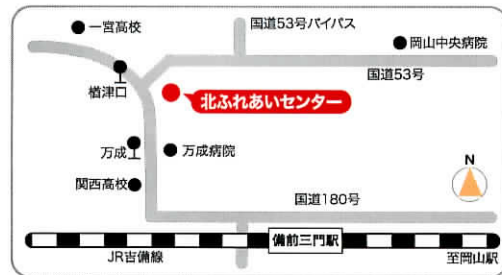 一宮高校
国道53号バイパス
岡山中央病院
国道53号
楢津口
北ふれあいセンター
万成
万成病院
関西高校
N
国道180号
備前三門駅
JR吉備線
至岡山駅